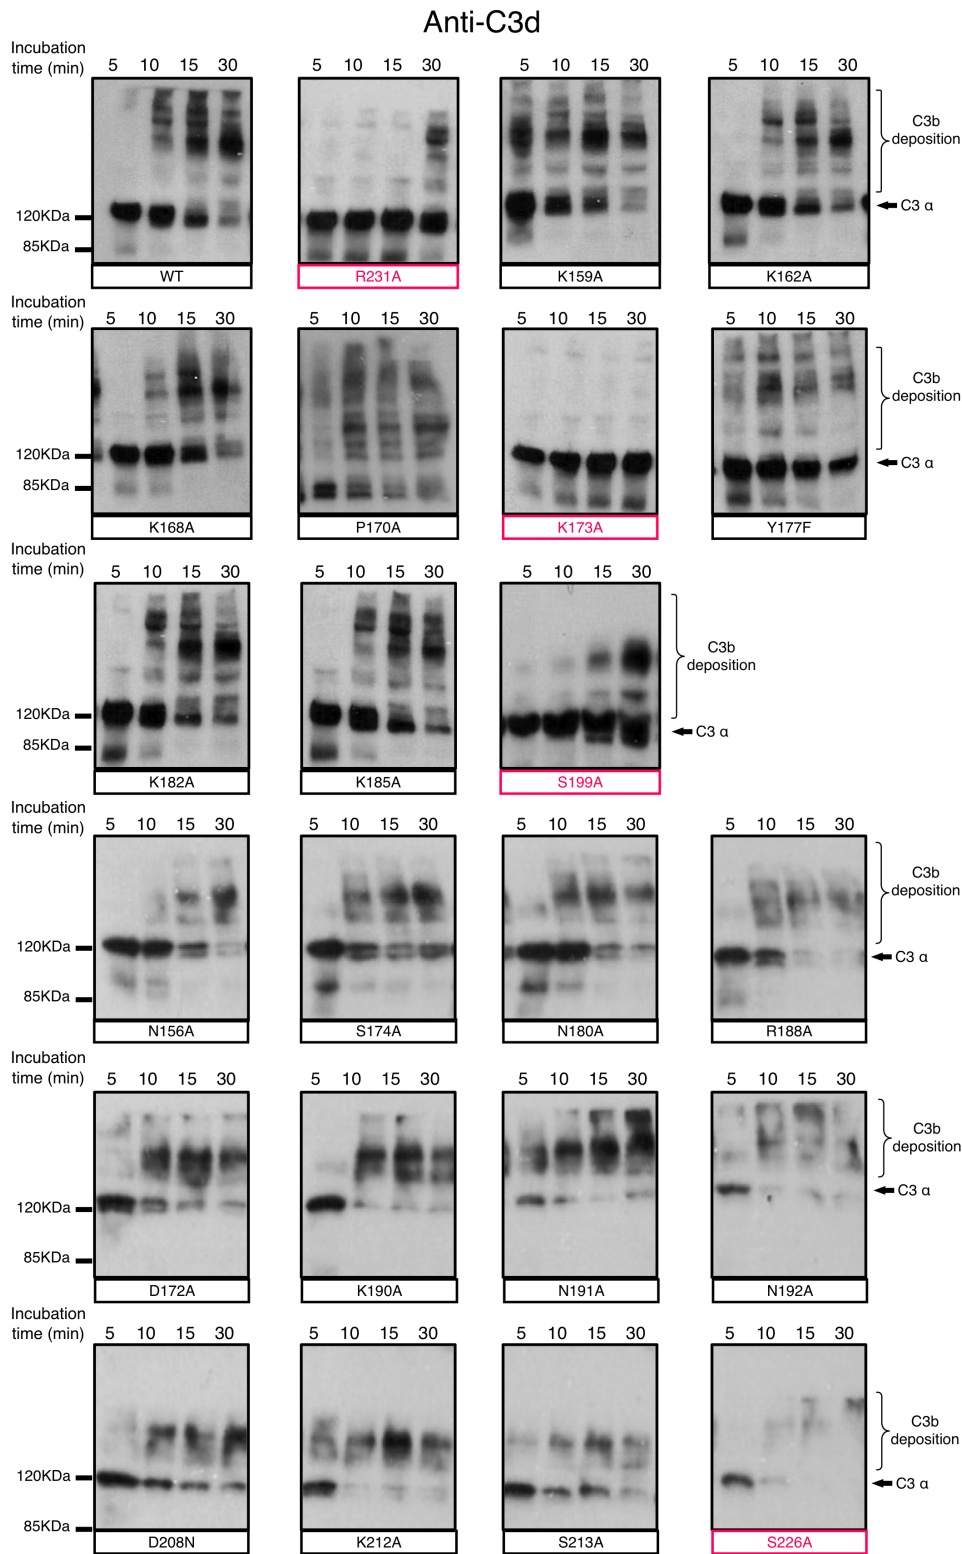 Anti-C3d
Incubation
time (min)
5 10 15 30
5 10 15 30
5 10 15 30
5 10 15 30
C3b
deposition
C3 α
120KDa
85KDa
WT
R231A
K159A
K162A
Incubation
time (min)
5 10 15 30
5 10 15 30
5 10 15 30
5 10 15 30
C3b
deposition
120KDa
C3 α
85KDa
K168A
P170A
K173A
Y177F
Incubation
time (min)
5 10 15 30
5 10 15 30
5 10 15 30
C3b
deposition
120KDa
C3 α
85KDa
K182A
K185A
S199A
Incubation
time (min)
5 10 15 30
5 10 15 30
5 10 15 30
5 10 15 30
C3b
deposition
120KDa
C3 α
85KDa
N156A
S174A
N180A
R188A
Incubation
time (min)
5 10 15 30
5 10 15 30
5 10 15 30
5 10 15 30
C3b
deposition
C3 α
120KDa
85KDa
D172A
K190A
N191A
N192A
Incubation
time (min)
5 10 15 30
5 10 15 30
5 10 15 30
5 10 15 30
C3b
deposition
120KDa
C3 α
85KDa
D208N
K212A
S213A
S226A